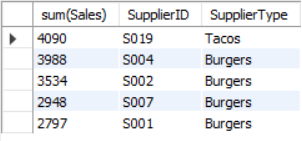 sum(Sales) SupplierID SupplierType
4090 S019 Tacos
3988 S004 Burgers
3534 S002 Burgers
2948 S007 Burgers
2797 S001 Burgers